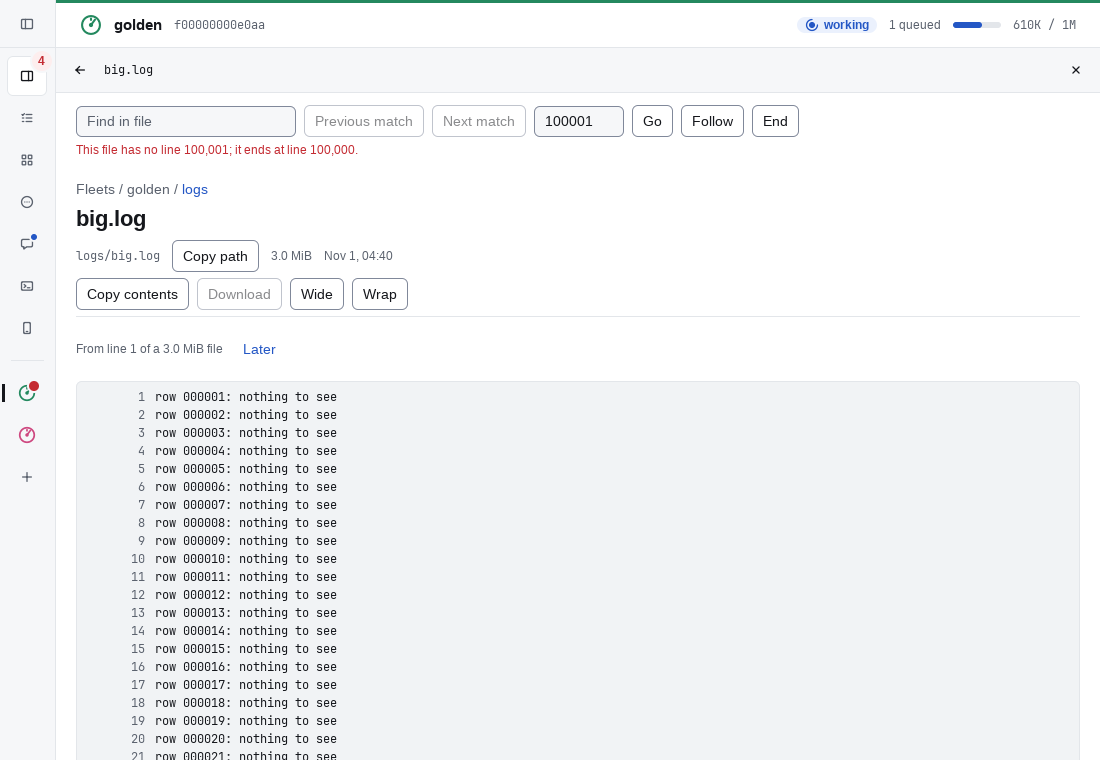 golden f00000000e0aa working 1 queued 610K / 1M
4
big.log
Find in file Previous match Next match 100001 Go Follow End
This file has no line 100,001; it ends at line 100,000.
Fleets / golden / logs
big.log
logs/big.log Copy path 3.0 MiB Nov 1, 04:40
Copy contents Download Wide Wrap
From line 1 of a 3.0 MiB file Later
1 row 000001: nothing to see
2 row 000002: nothing to see
3 row 000003: nothing to see
4 row 000004: nothing to see
5 row 000005: nothing to see
6 row 000006: nothing to see
7 row 000007: nothing to see
8 row 000008: nothing to see
9 row 000009: nothing to see
10 row 000010: nothing to see
11 row 000011: nothing to see
12 row 000012: nothing to see
13 row 000013: nothing to see
14 row 000014: nothing to see
15 row 000015: nothing to see
16 row 000016: nothing to see
17 row 000017: nothing to see
18 row 000018: nothing to see
19 row 000019: nothing to see
20 row 000020: nothing to see
21 row 000021: nothing to see